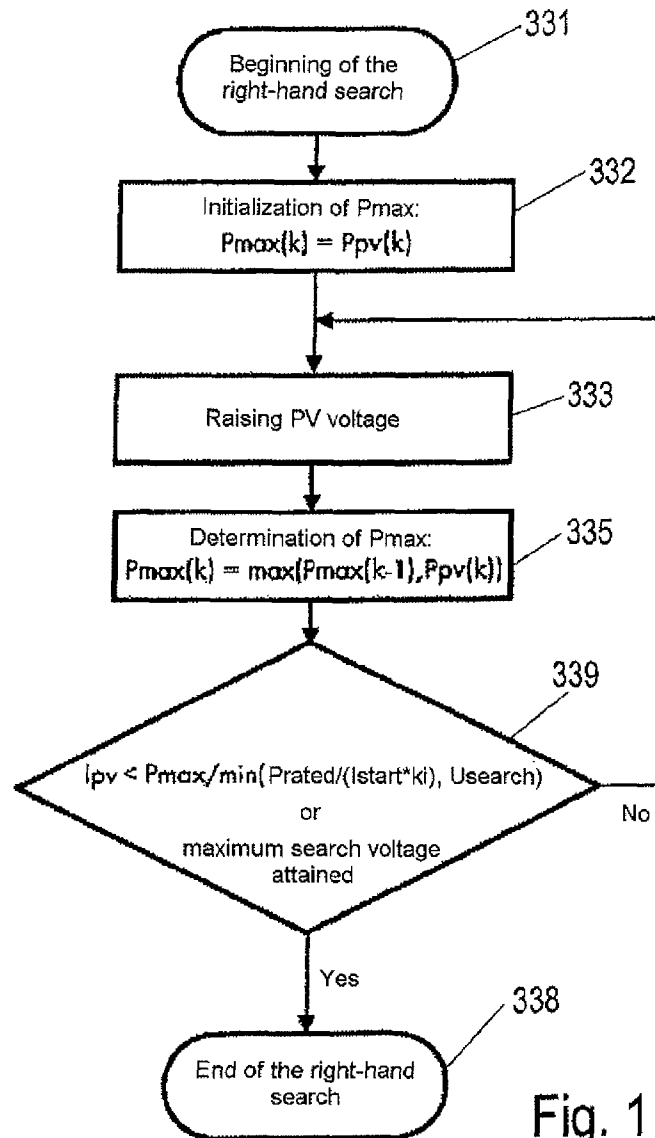 331
Beginning of the
right-hand search
332
Initialization of Pmax:
Pmax(k) = Ppv(k)
333
Raising PV voltage
335
Determination of Pmax:
Pmax(k) = max(Pmax(k-1),Ppv(k))
339
Ipv < Pmax/min(Prated/(Istart*ki), Usearch)
or
maximum search voltage
attained
No
Yes
338
End of the right-hand
search
Fig. 1